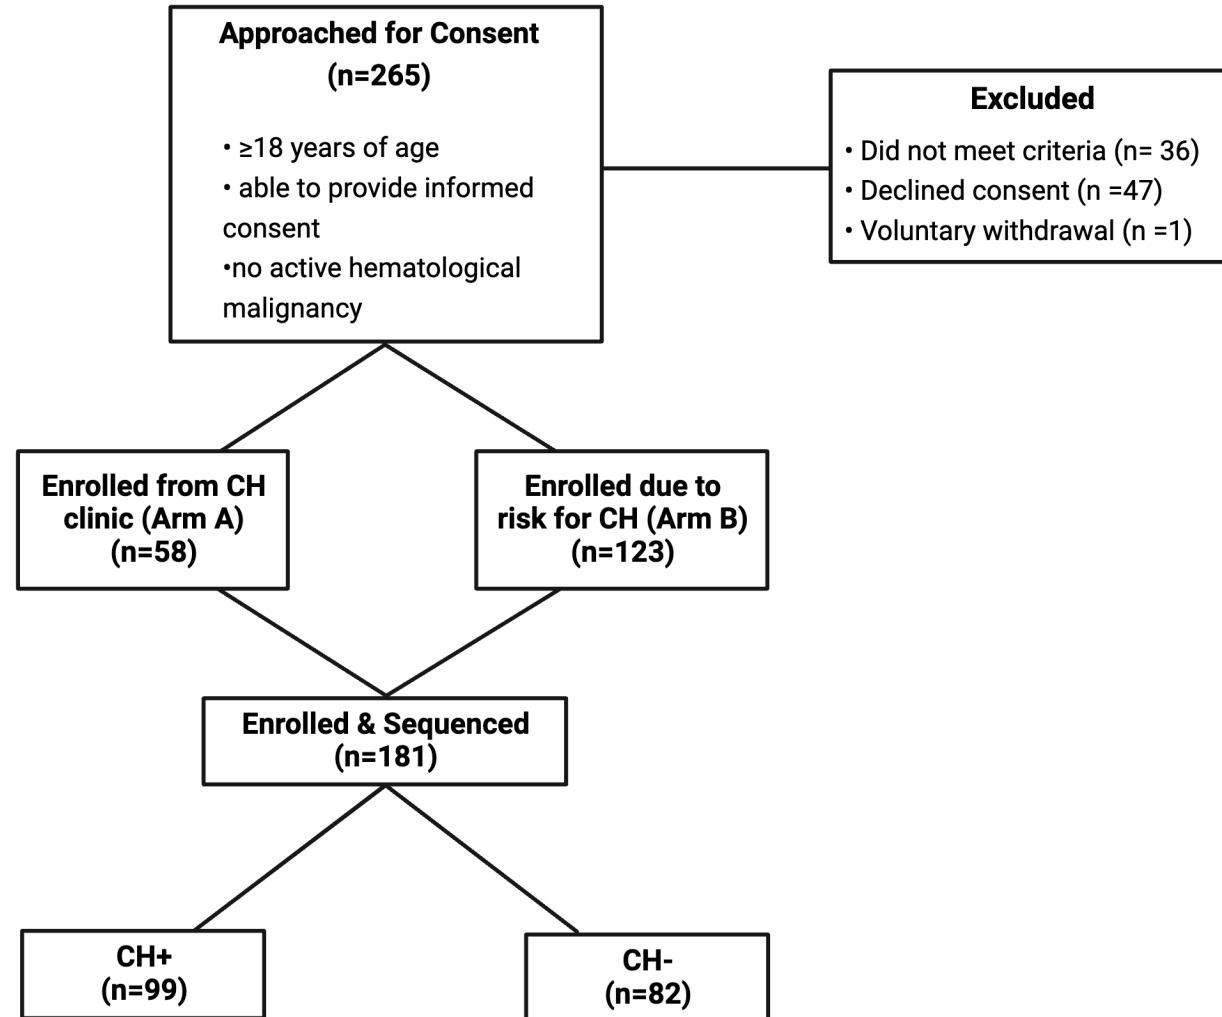 Approached for Consent
(n=265)
• ≥18 years of age
• able to provide informed
consent
•no active hematological
malignancy
Excluded
• Did not meet criteria (n= 36)
• Declined consent (n =47)
• Voluntary withdrawal (n =1)
Enrolled from CH
clinic (Arm A)
(n=58)
Enrolled due to
risk for CH (Arm B)
(n=123)
Enrolled & Sequenced
(n=181)
CH+
(n=99)
CH-
(n=82)